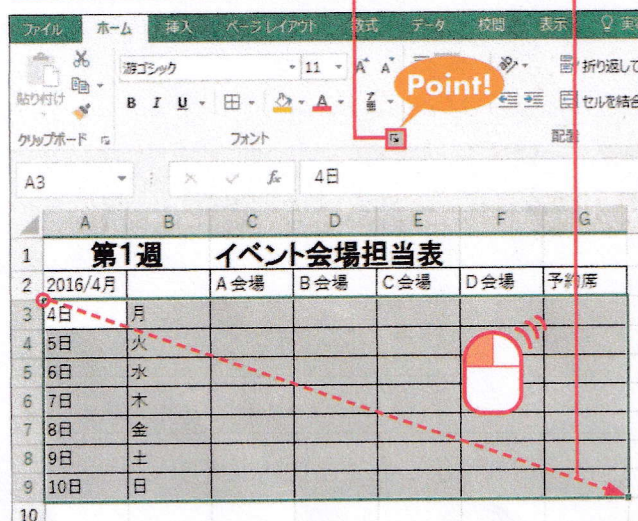 ファイル ホーム 挿入 ページレイアウト 数式 データ 校閲 表示
貼り付け
游ゴシック 11 A A
折り返して
B I U A
Point!
セルを結合
クリップボード フォント 配置
A3 fx 4日
A B C D E F G
1 第1週 イベント会場担当表
2 2016/4月 A会場 B会場 C会場 D会場 予約席
3 4日 月
4 5日 火
5 6日 水
6 7日 木
7 8日 金
8 9日 土
9 10日 日
10